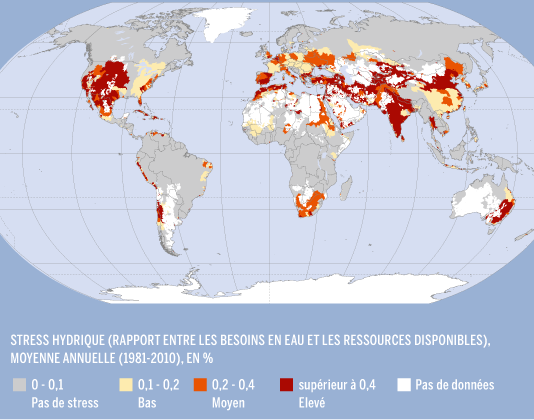 STRESS HYDRIQUE (RAPPORT ENTRE LES BESOINS EN EAU ET LES RESSOURCES DISPONIBLES),
MOYENNE ANNUELLE (1981-2010), EN %
0 - 0,1 0,1 - 0,2 0,2 - 0,4 supérieur à 0,4 Pas de données
Pas de stress Bas Moyen Elevé